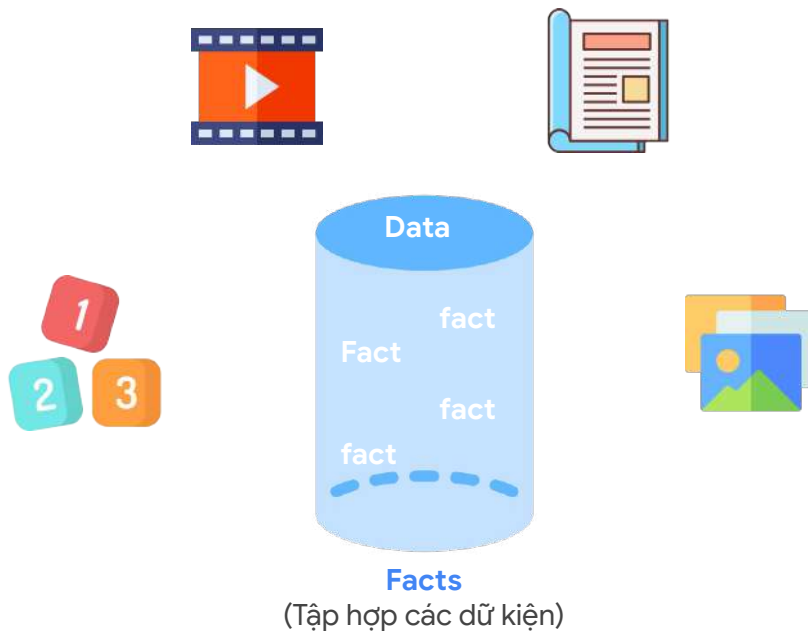 Data
fact
Fact
fact
fact
1
2
3
Facts
(Tập hợp các dữ kiện)